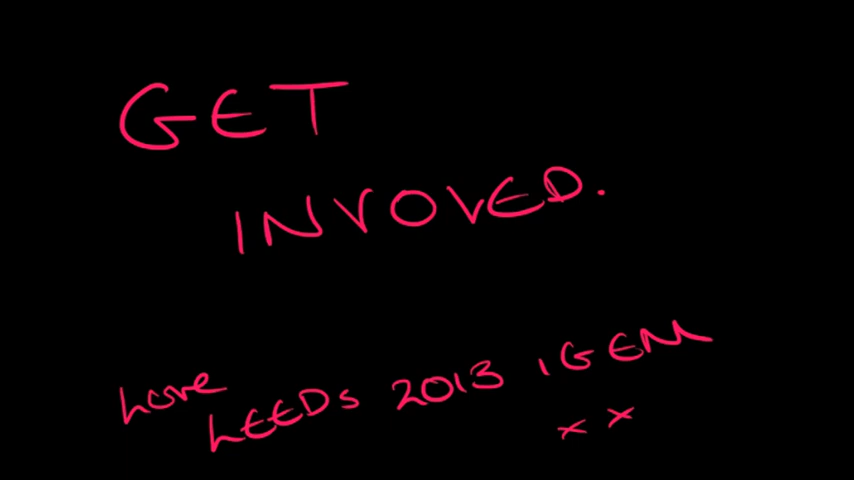 GET
INVOVED.
Love
LEEDS 2013 iGEM
x x